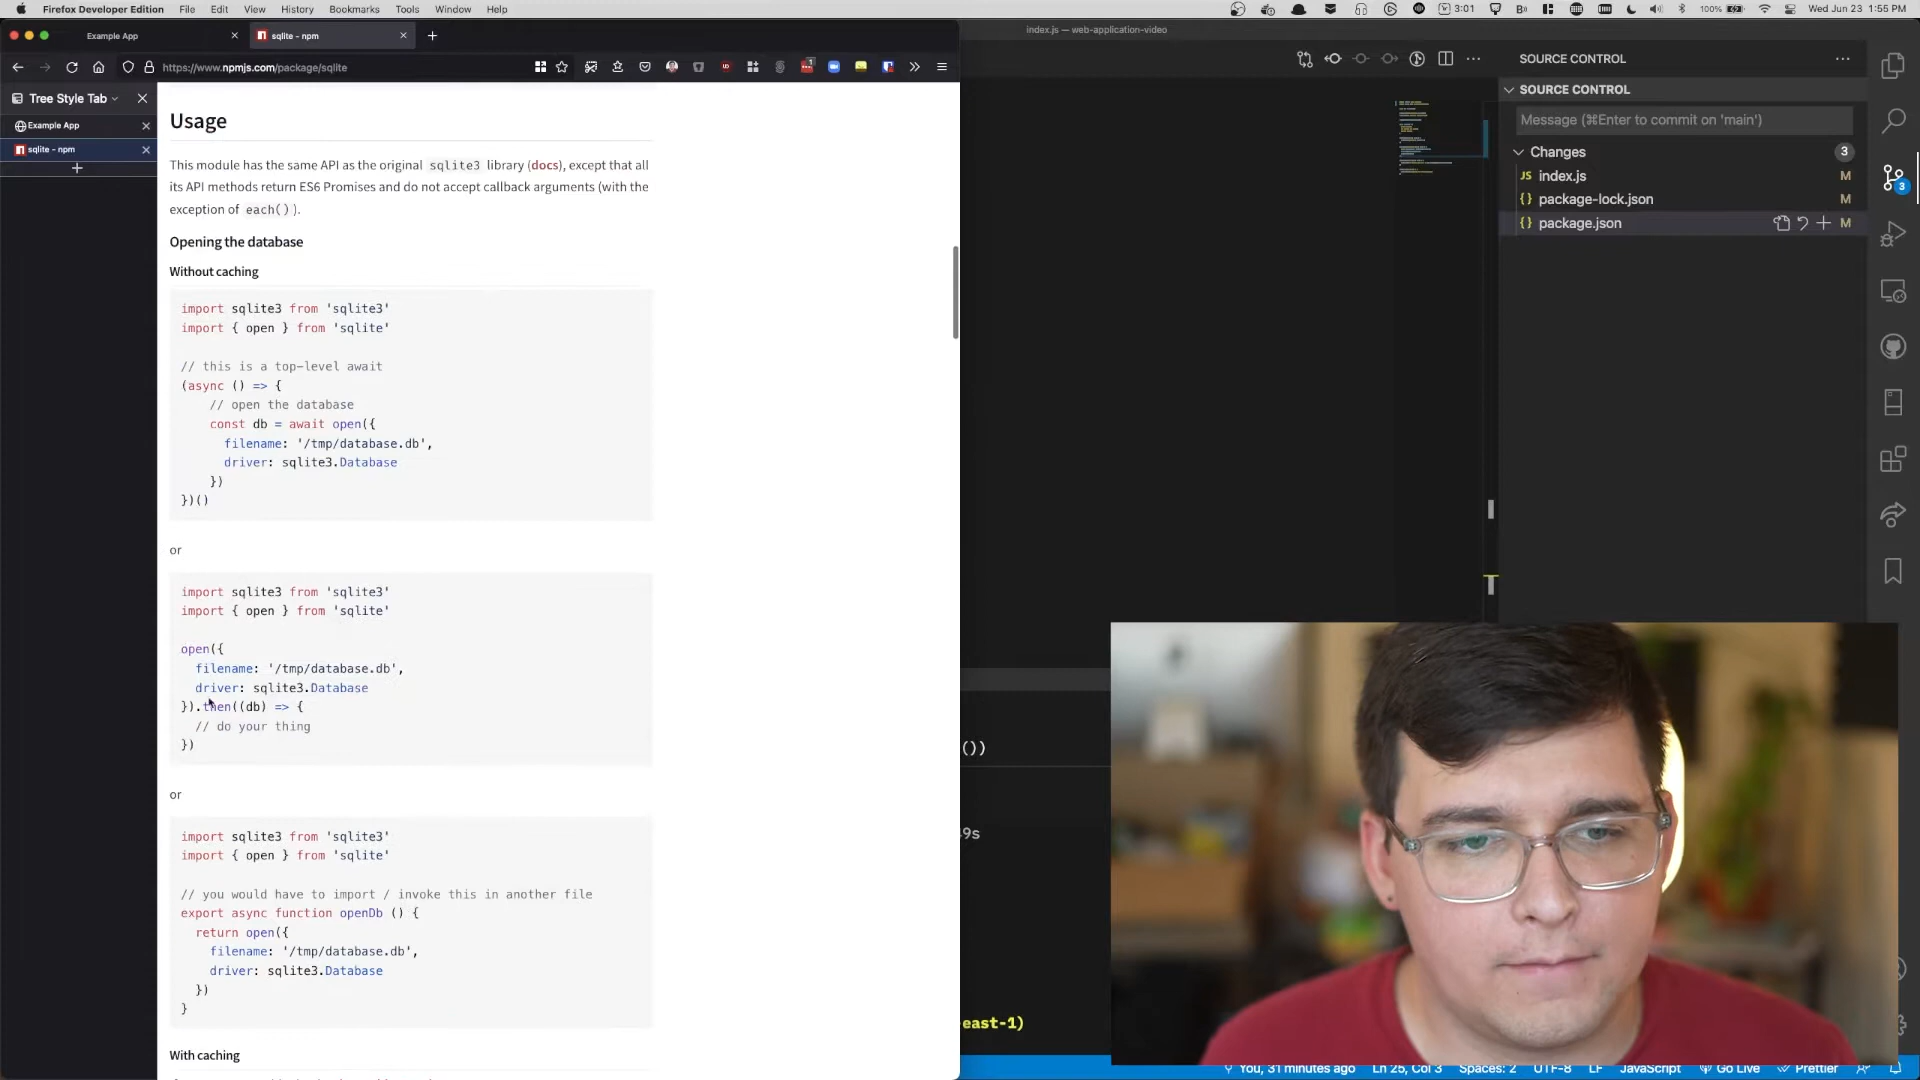 Firefox Developer Edition File Edit View History Bookmarks Tools Window Help
3:01 100% Wed Jun 23 1:55 PM
Example App
sqlite - npm
index.js — web-application-video
https://www.npmjs.com/package/sqlite
Tree Style Tab
Example App
sqlite - npm
Usage
This module has the same API as the original sqlite3 library (docs), except that all
its API methods return ES6 Promises and do not accept callback arguments (with the
exception of each() ).
Opening the database
Without caching
import sqlite3 from 'sqlite3'
import { open } from 'sqlite'
// this is a top-level await
(async () => {
// open the database
const db = await open({
filename: '/tmp/database.db',
driver: sqlite3.Database
})
})()
or
import sqlite3 from 'sqlite3'
import { open } from 'sqlite'
open({
filename: '/tmp/database.db',
driver: sqlite3.Database
}).then((db) => {
// do your thing
})
or
import sqlite3 from 'sqlite3'
import { open } from 'sqlite'
// you would have to import / invoke this in another file
export async function openDb () {
return open({
filename: '/tmp/database.db',
driver: sqlite3.Database
})
}
With caching
SOURCE CONTROL
SOURCE CONTROL
Message (⌘Enter to commit on 'main')
Changes 3
JS index.js M
{} package-lock.json M
{} package.json M
3
())
9s
east-1)
You, 31 minutes ago Ln 25, Col 3 Spaces: 2 UTF-8 LF JavaScript Go Live Prettier